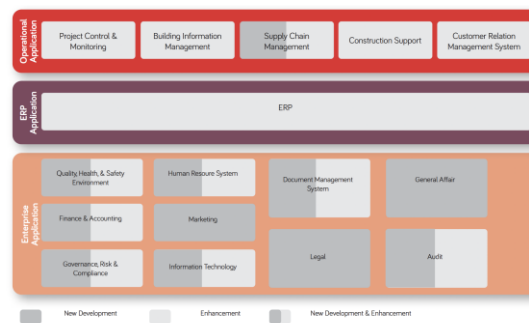 Operational
Application
Project Control &
Monitoring
Building Information
Management
Supply Chain
Management
Construction Support
Customer Relation
Management System
ERP
Application
ERP
Enterprise
Application
Quality, Health, & Safety
Environment
Human Resoure System
Document Management
System
General Affair
Finance & Accounting
Marketing
Governance, Risk &
Compliance
Information Technology
Legal
Audit
New Development
Enhancement
New Development & Enhancement